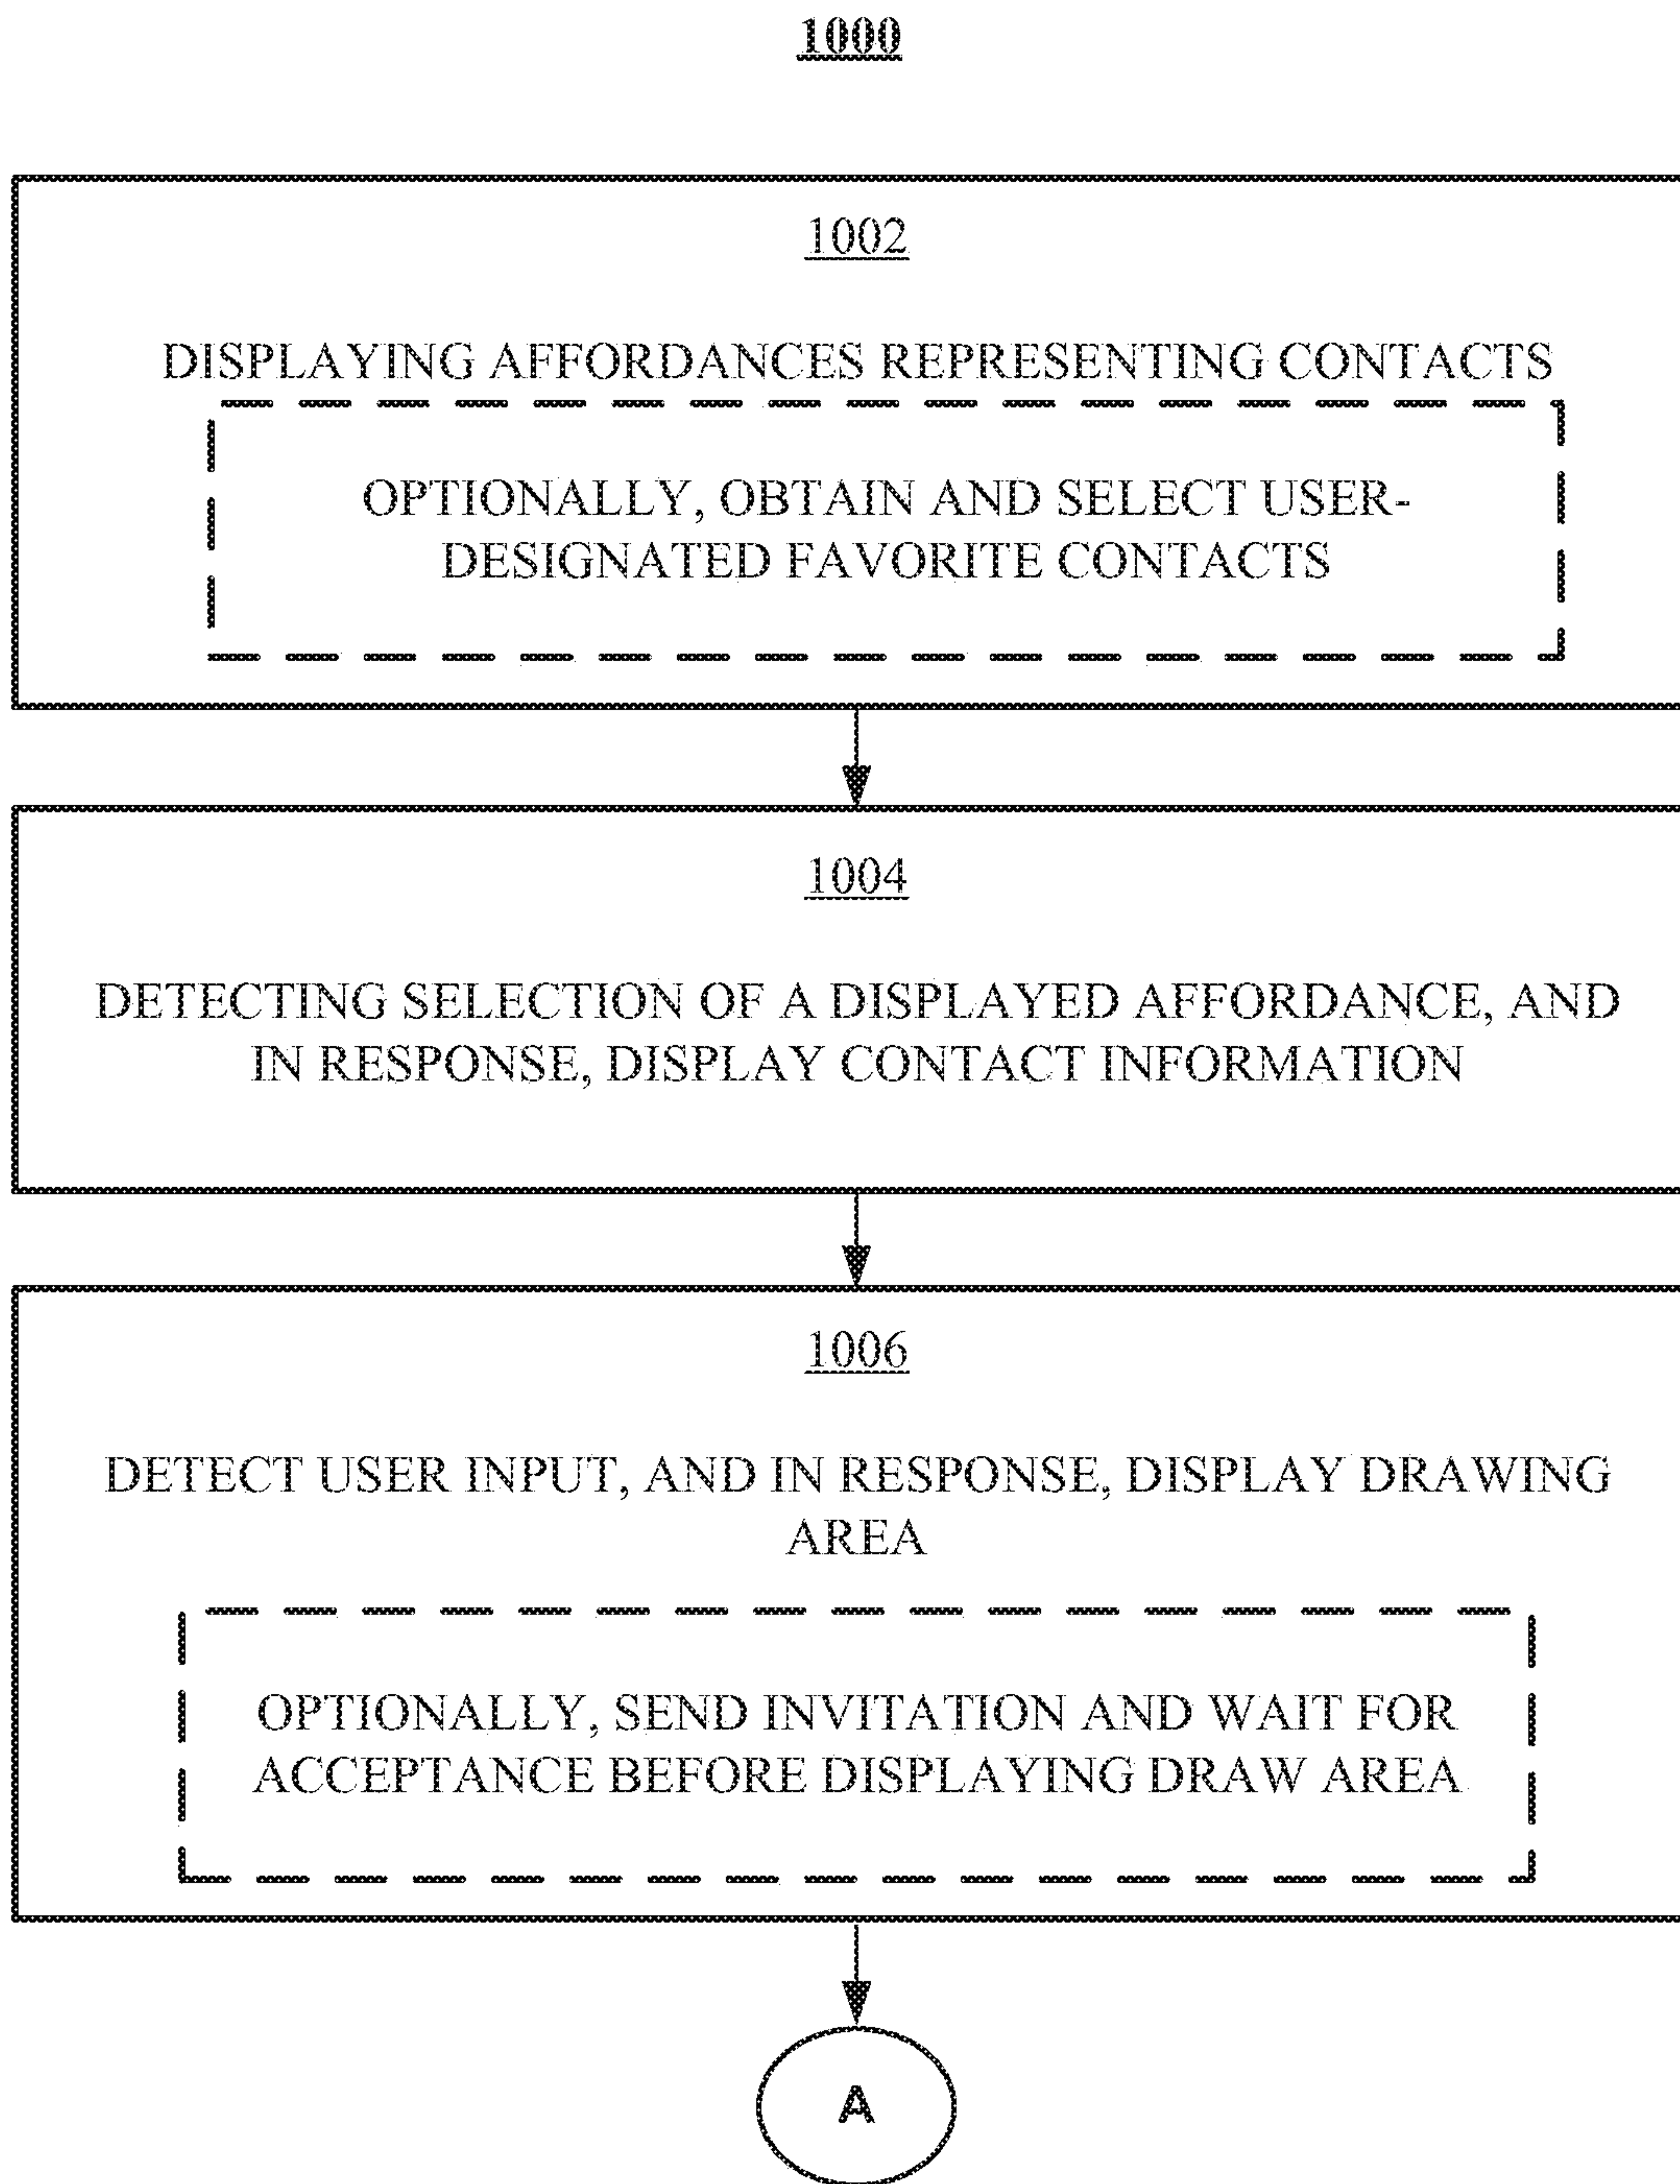 1000
1002
DISPLAYING AFFORDANCES REPRESENTING CONTACTS
OPTIONALLY, OBTAIN AND SELECT USER-
DESIGNATED FAVORITE CONTACTS
1004
DETECTING SELECTION OF A DISPLAYED AFFORDANCE, AND
IN RESPONSE, DISPLAY CONTACT INFORMATION
1006
DETECT USER INPUT, AND IN RESPONSE, DISPLAY DRAWING
AREA
OPTIONALLY, SEND INVITATION AND WAIT FOR
ACCEPTANCE BEFORE DISPLAYING DRAW AREA
A